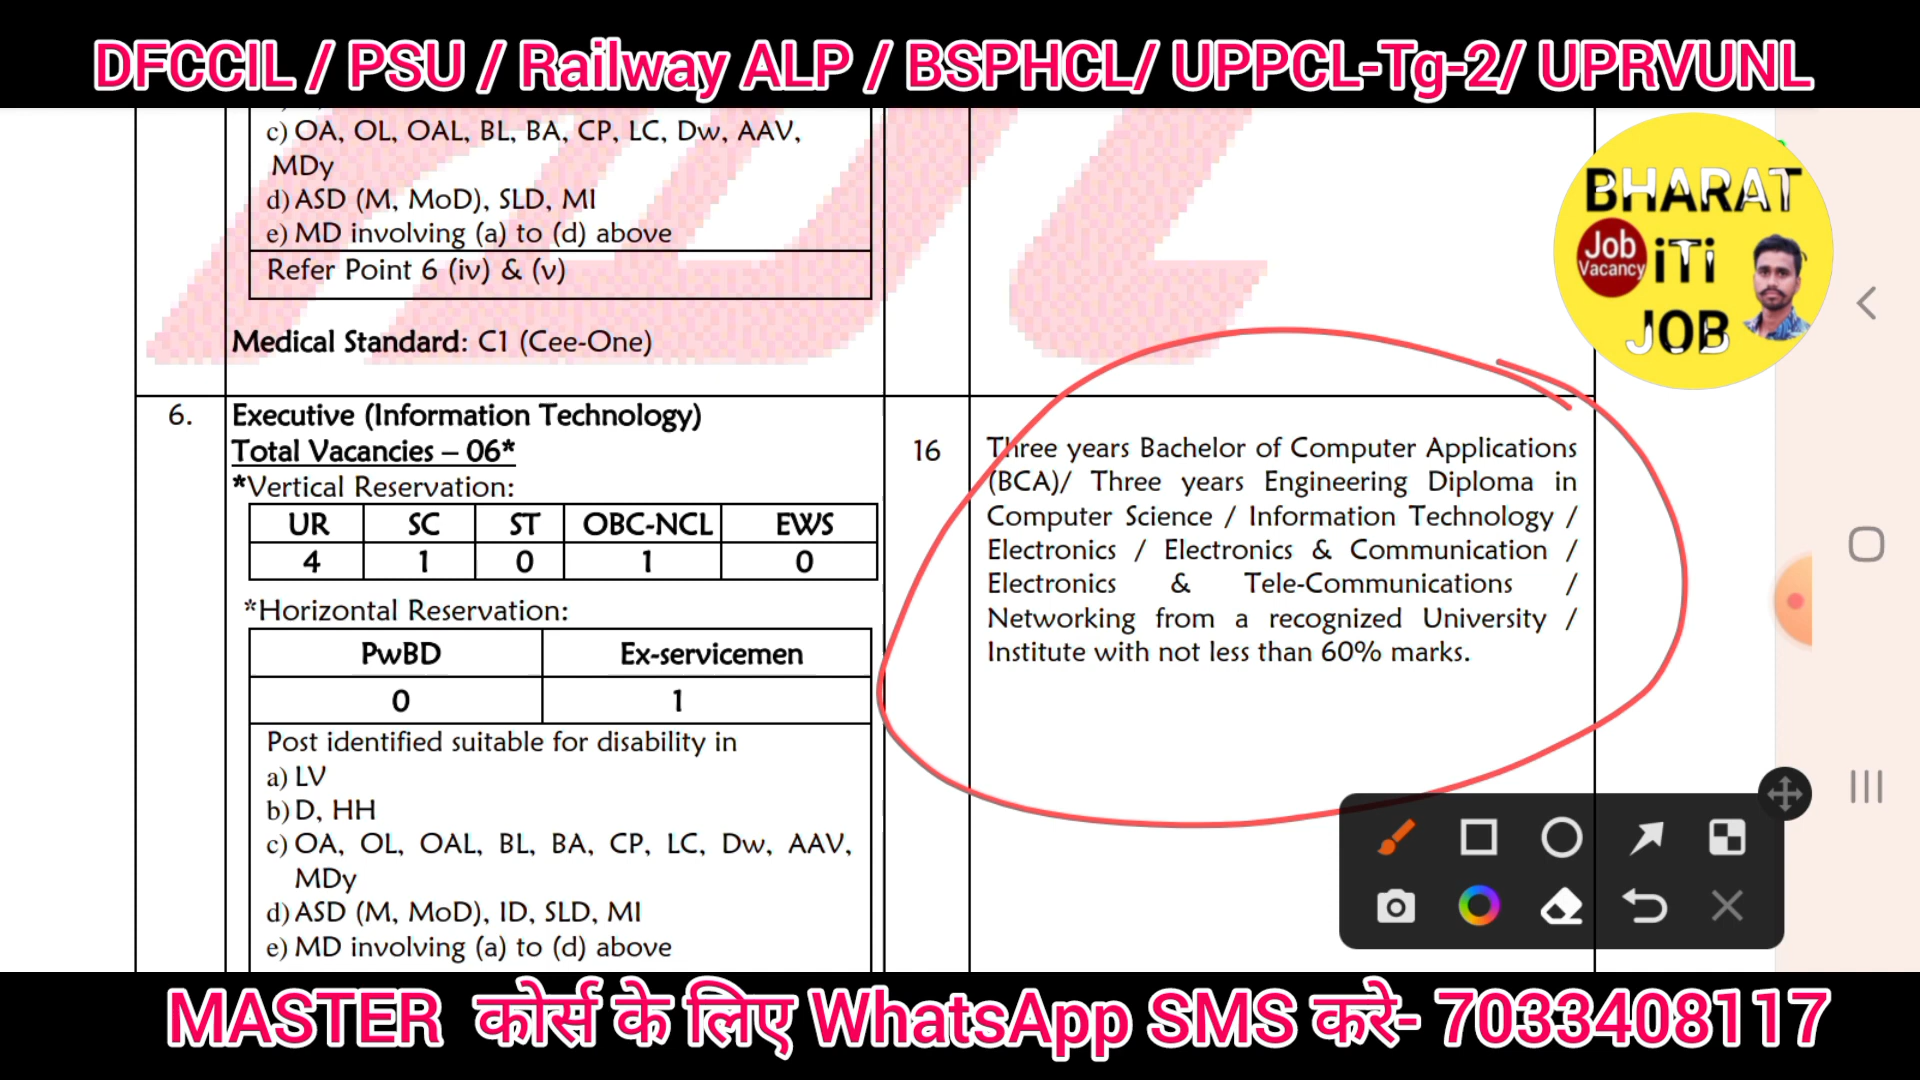 DFCCIL / PSU / Railway ALP / BSPHCL/ UPPCL-Tg-2/ UPRVUNL
c) OA, OL, OAL, BL, BA, CP, LC, Dw, AAV,
MDy
d) ASD (M, MoD), SLD, MI
e) MD involving (a) to (d) above
Refer Point 6 (iv) & (v)
Medical Standard: C1 (Cee-One)
BHARAT
Job
Vacancy
iTi
JOB
6.
Executive (Information Technology)
Total Vacancies – 06*
*Vertical Reservation:
UR SC ST OBC-NCL EWS
4 1 0 1 0
*Horizontal Reservation:
PwBD Ex-servicemen
0 1
Post identified suitable for disability in
a) LV
b) D, HH
c) OA, OL, OAL, BL, BA, CP, LC, Dw, AAV,
MDy
d) ASD (M, MoD), ID, SLD, MI
e) MD involving (a) to (d) above
16
Three years Bachelor of Computer Applications
(BCA)/ Three years Engineering Diploma in
Computer Science / Information Technology /
Electronics / Electronics & Communication /
Electronics & Tele-Communications /
Networking from a recognized University /
Institute with not less than 60% marks.
MASTER कोर्स के लिए WhatsApp SMS करे- 7033408117